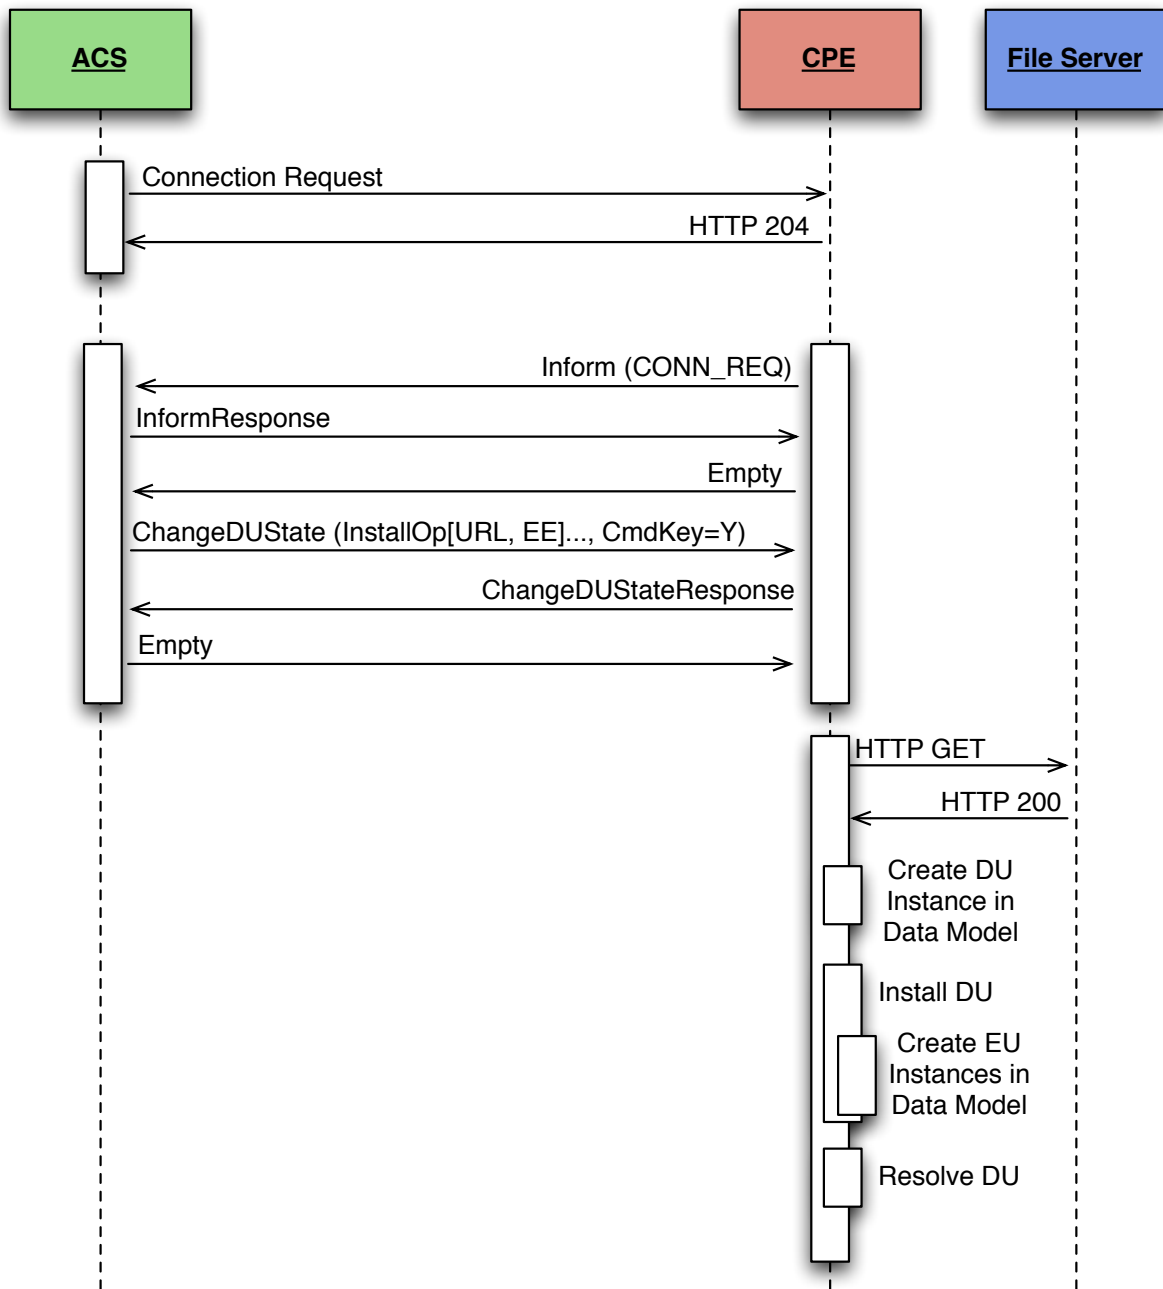 ACS
CPE
File Server
Connection Request
HTTP 204
Inform (CONN_REQ)
InformResponse
Empty
ChangeDUState (InstallOp[URL, EE]..., CmdKey=Y)
ChangeDUStateResponse
Empty
HTTP GET
HTTP 200
Create DU
Instance in
Data Model
Install DU
Create EU
Instances in
Data Model
Resolve DU